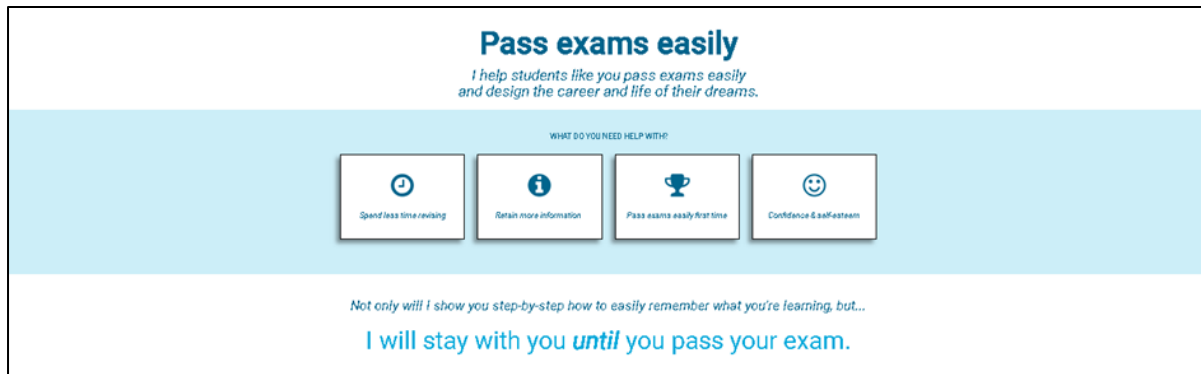 Pass exams easily
I help students like you pass exams easily
and design the career and life of their dreams.
WHAT DO YOU NEED HELP WITH?
Spend less time revising
Retain more information
Pass exams easily first time
Confidence & self-esteem
Not only will I show you step-by-step how to easily remember what you're learning, but...
I will stay with you until you pass your exam.